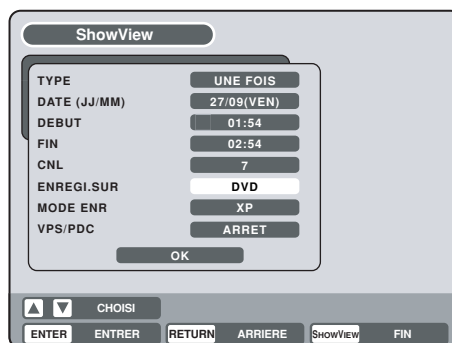 ShowView
TYPE UNE FOIS
DATE (JJ/MM) 27/09(VEN)
DEBUT 01:54
FIN 02:54
CNL 7
ENREGI.SUR DVD
MODE ENR XP
VPS/PDC ARRET
OK
▲ ▼ CHOISI
ENTER ENTRER RETURN ARRIERE SHOWVIEW FIN